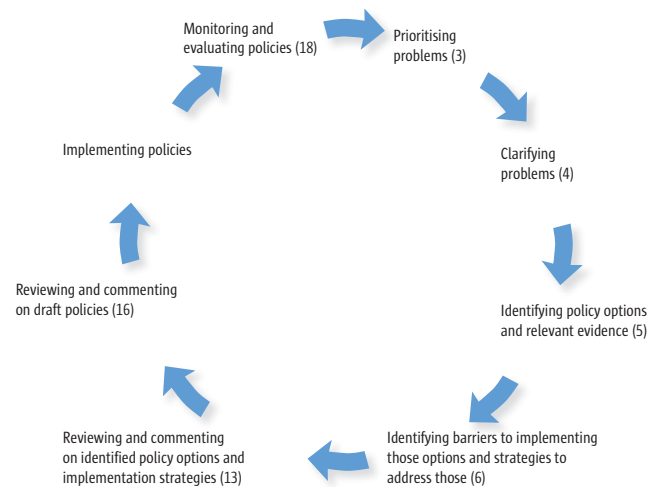 Monitoring and
evaluating policies (18)
Prioritising
problems (3)
Clarifying
problems (4)
Identifying policy options
and relevant evidence (5)
Identifying barriers to implementing
those options and strategies to
address those (6)
Reviewing and commenting
on identified policy options and
implementation strategies (13)
Reviewing and commenting
on draft policies (16)
Implementing policies